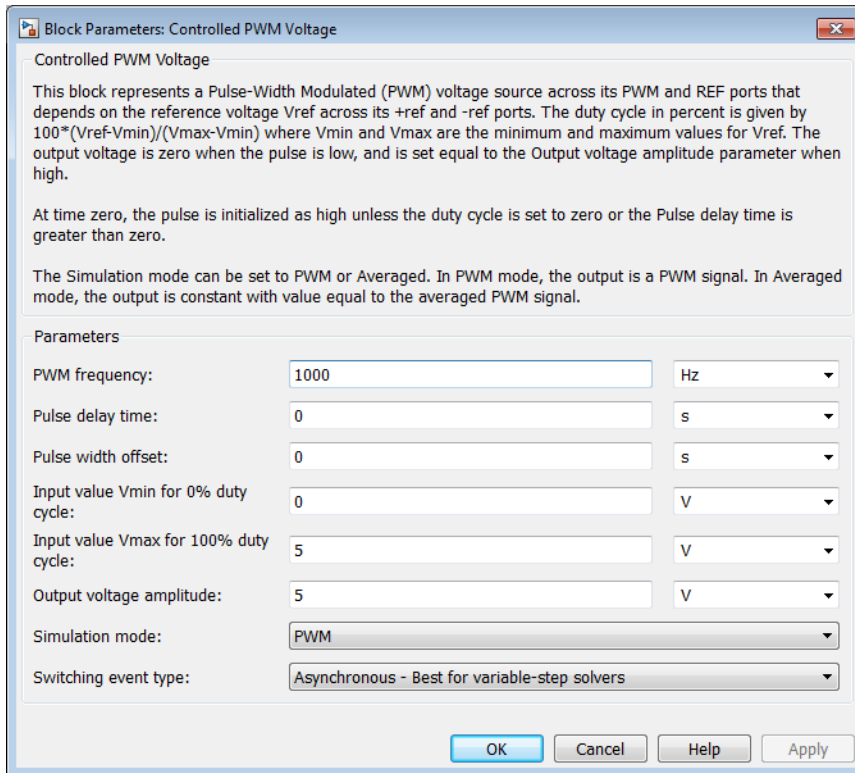 Block Parameters: Controlled PWM Voltage
Controlled PWM Voltage
This block represents a Pulse-Width Modulated (PWM) voltage source across its PWM and REF ports that
depends on the reference voltage Vref across its +ref and -ref ports. The duty cycle in percent is given by
100*(Vref-Vmin)/(Vmax-Vmin) where Vmin and Vmax are the minimum and maximum values for Vref. The
output voltage is zero when the pulse is low, and is set equal to the Output voltage amplitude parameter when
high.
At time zero, the pulse is initialized as high unless the duty cycle is set to zero or the Pulse delay time is
greater than zero.
The Simulation mode can be set to PWM or Averaged. In PWM mode, the output is a PWM signal. In Averaged
mode, the output is constant with value equal to the averaged PWM signal.
Parameters
PWM frequency: 1000 Hz
Pulse delay time: 0 s
Pulse width offset: 0 s
Input value Vmin for 0% duty
cycle: 0 V
Input value Vmax for 100% duty
cycle: 5 V
Output voltage amplitude: 5 V
Simulation mode: PWM
Switching event type: Asynchronous - Best for variable-step solvers
OK Cancel Help Apply